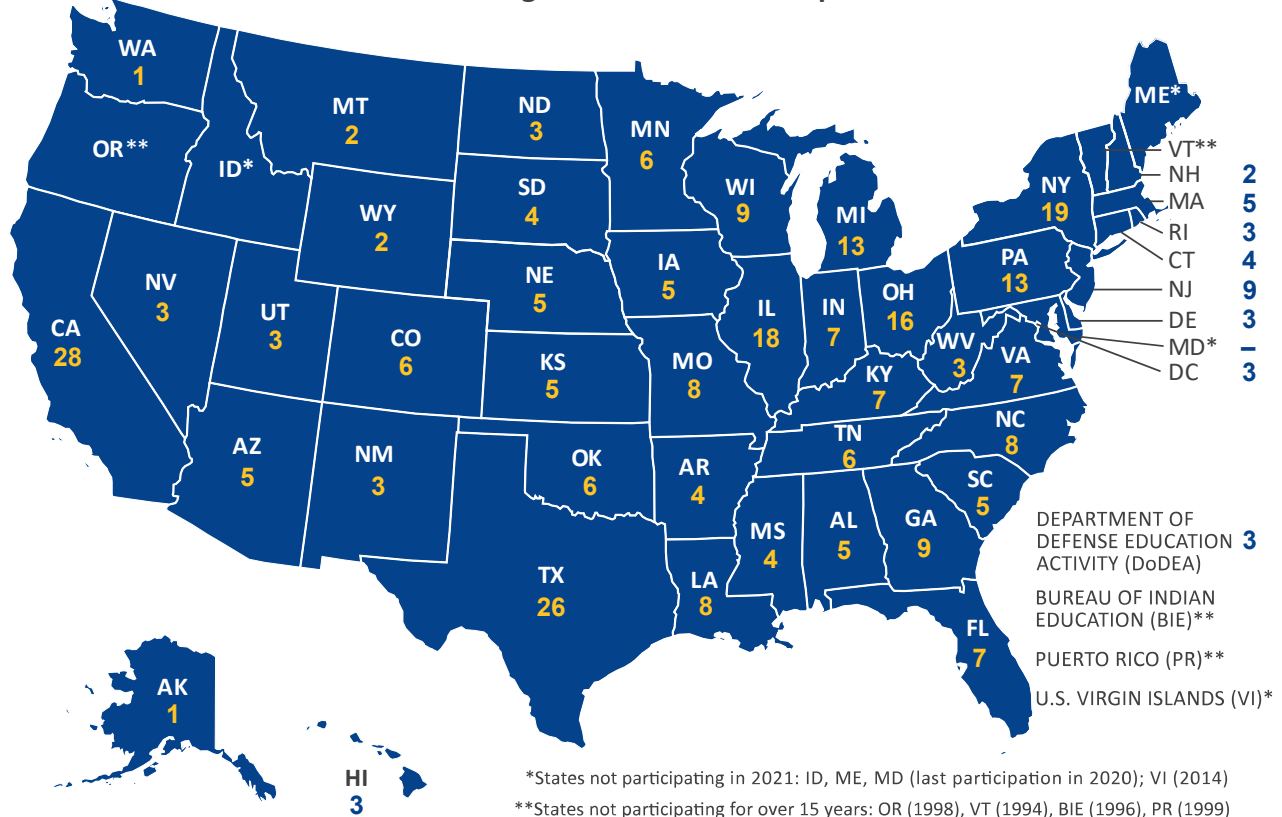 WA
1
MT
2
ND
3
MN
6
ME*
OR**
ID*
VT**
SD
4
WI
9
NH 2
NY
19
MA 5
WY
2
MI
13
RI 3
CT 4
PA
13
IA
5
NE
5
NV
3
NJ 9
OH
16
IL
18
IN
7
UT
3
DE 3
CA
28
CO
6
MD* –
WV
3
VA
7
KS
5
MO
8
DC 3
KY
7
NC
8
TN
6
AZ
5
NM
3
OK
6
AR
4
SC
5
GA
9
AL
5
MS
4
DEPARTMENT OF
DEFENSE EDUCATION 3
ACTIVITY (DoDEA)
TX
26
LA
8
BUREAU OF INDIAN
EDUCATION (BIE)**
FL
7
PUERTO RICO (PR)**
AK
1
U.S. VIRGIN ISLANDS (VI)*
HI
3
*States not participating in 2021: ID, ME, MD (last participation in 2020); VI (2014)
**States not participating for over 15 years: OR (1998), VT (1994), BIE (1996), PR (1999)